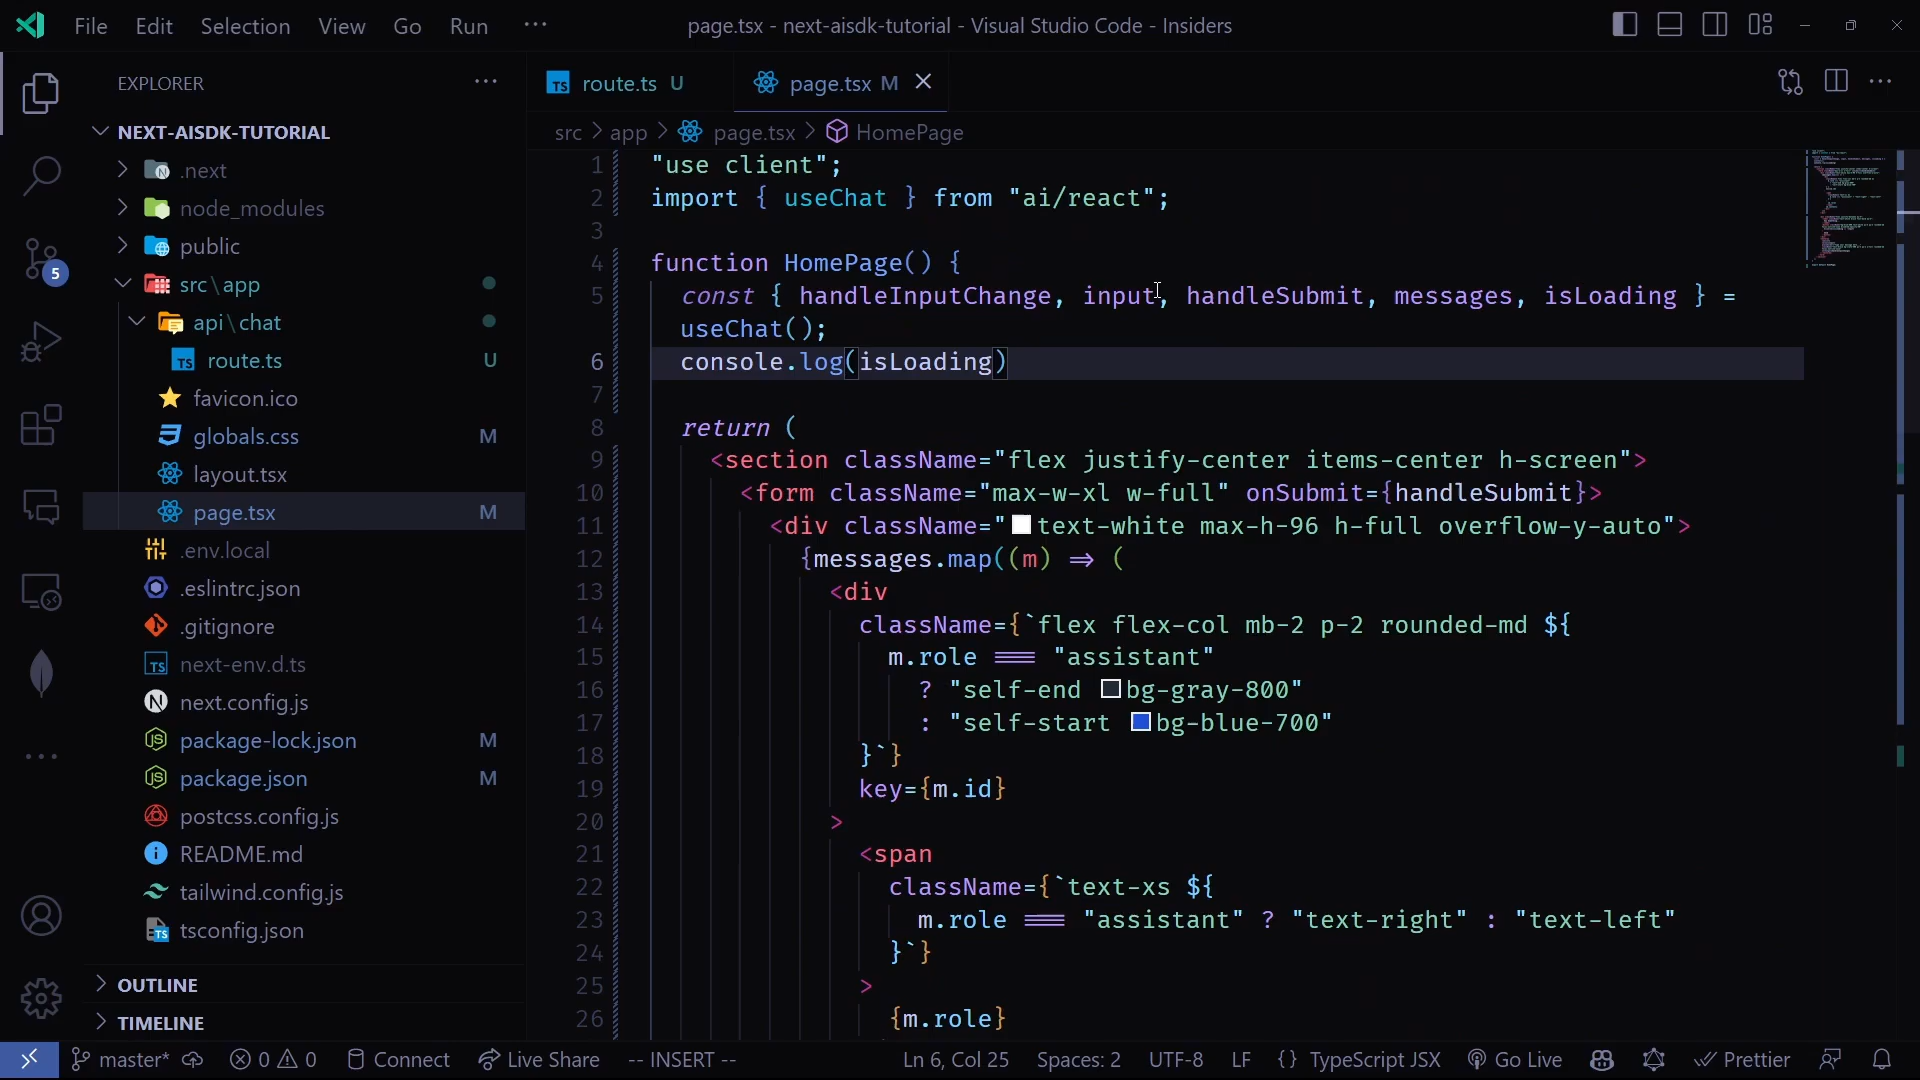 File Edit Selection View Go Run ···
page.tsx - next-aisdk-tutorial - Visual Studio Code - Insiders
EXPLORER
NEXT-AISDK-TUTORIAL
.next
node_modules
public
src\app
api\chat
route.ts U
favicon.ico
globals.css M
layout.tsx
page.tsx M
.env.local
.eslintrc.json
.gitignore
next-env.d.ts
next.config.js
package-lock.json M
package.json M
postcss.config.js
README.md
tailwind.config.js
tsconfig.json
OUTLINE
TIMELINE
5
route.ts U
page.tsx M
src > app > page.tsx > HomePage
1 "use client";
2 import { useChat } from "ai/react";
3
4 function HomePage() {
5 const { handleInputChange, input, handleSubmit, messages, isLoading } =
useChat();
6 console.log(isLoading)
7
8 return (
9 <section className="flex justify-center items-center h-screen">
10 <form className="max-w-xl w-full" onSubmit={handleSubmit}>
11 <div className="text-white max-h-96 h-full overflow-y-auto">
12 {messages.map((m) => (
13 <div
14 className={`flex flex-col mb-2 p-2 rounded-md ${
15 m.role === "assistant"
16 ? "self-end bg-gray-800"
17 : "self-start bg-blue-700"
18 }`}
19 key={m.id}
20 >
21 <span
22 className={`text-xs ${
23 m.role === "assistant" ? "text-right" : "text-left"
24 }`}
25 >
26 {m.role}
master* 0 0 Connect Live Share -- INSERT -- Ln 6, Col 25 Spaces: 2 UTF-8 LF {} TypeScript JSX Go Live Prettier